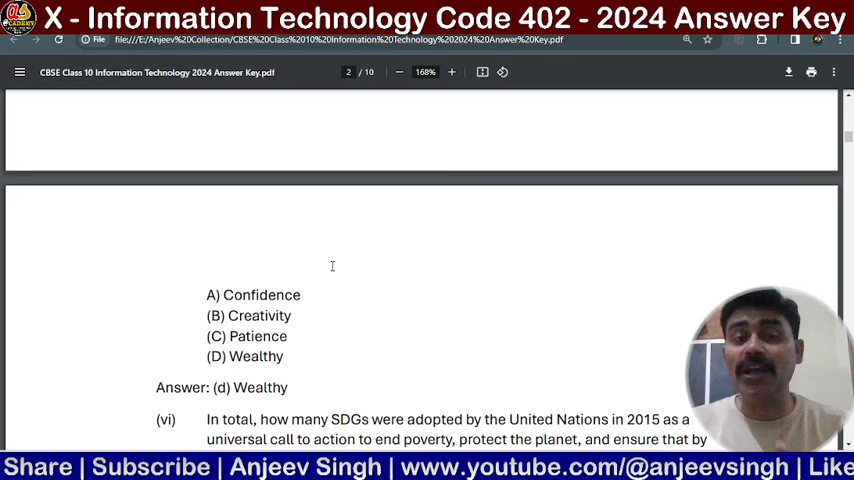 X - Information Technology Code 402 - 2024 Answer Key
ACADEMY
File file:///E:/Anjeev%20Collection/CBSE%20Class%2010%20Information%20Technology%202024%20Answer%20Key.pdf
CBSE Class 10 Information Technology 2024 Answer Key.pdf 2 / 10 — 168% +
A) Confidence
(B) Creativity
(C) Patience
(D) Wealthy
Answer: (d) Wealthy
(vi) In total, how many SDGs were adopted by the United Nations in 2015 as a
universal call to action to end poverty, protect the planet, and ensure that by
Share | Subscribe | Anjeev Singh | www.youtube.com/@anjeevsingh | Like